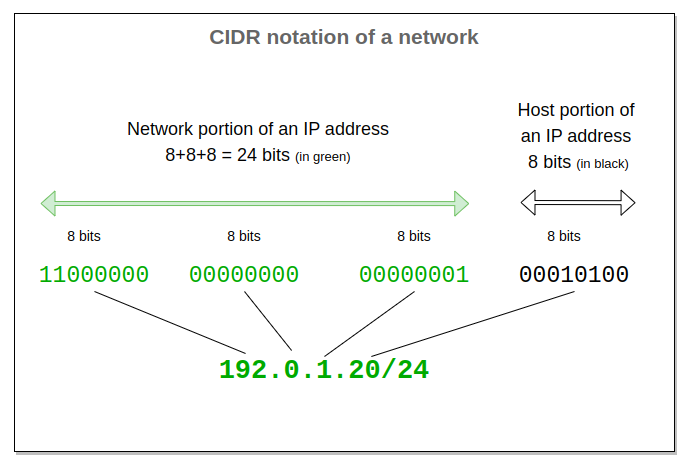 CIDR notation of a network
Network portion of an IP address
8+8+8 = 24 bits (in green)
Host portion of
an IP address
8 bits (in black)
8 bits 8 bits 8 bits 8 bits
11000000 00000000 00000001 00010100
192.0.1.20/24